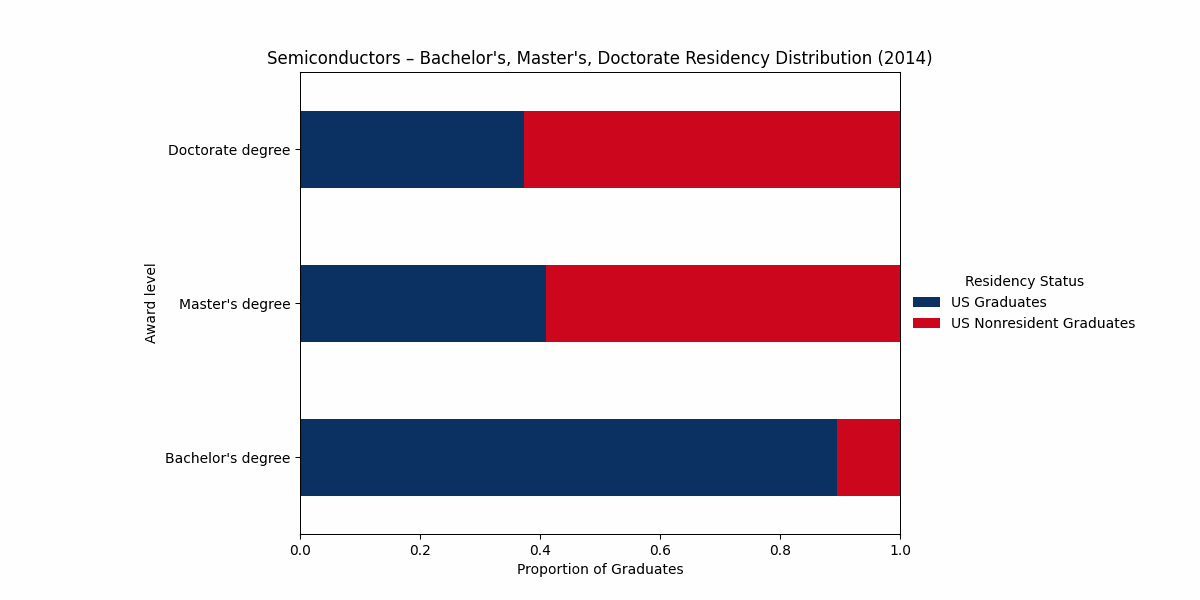 Semiconductors – Bachelor's, Master's, Doctorate Residency Distribution (2014)
Doctorate degree
Master's degree
Bachelor's degree
Award level
0.0 0.2 0.4 0.6 0.8 1.0
Proportion of Graduates
Residency Status
US Graduates
US Nonresident Graduates